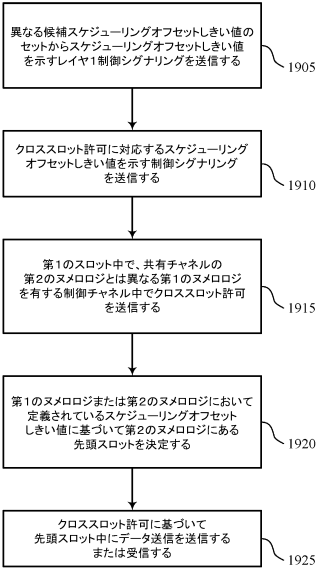 異なる候補スケジューリングオフセットしきい値の
セットからスケジューリングオフセットしきい値
を示すレイヤ1制御シグナリングを送信する
1905
クロススロット許可に対応するスケジューリング
オフセットしきい値を示す制御シグナリング
を送信する
1910
第1のスロット中で、共有チャネルの
第2のヌメロロジとは異なる第1のヌメロロジ
を有する制御チャネル中でクロススロット許可
を送信する
1915
第1のヌメロロジまたは第2のヌメロロジにおいて
定義されているスケジューリングオフセット
しきい値に基づいて第2のヌメロロジにある
先頭スロットを決定する
1920
クロススロット許可に基づいて
先頭スロット中にデータ送信を送信する
または受信する
1925